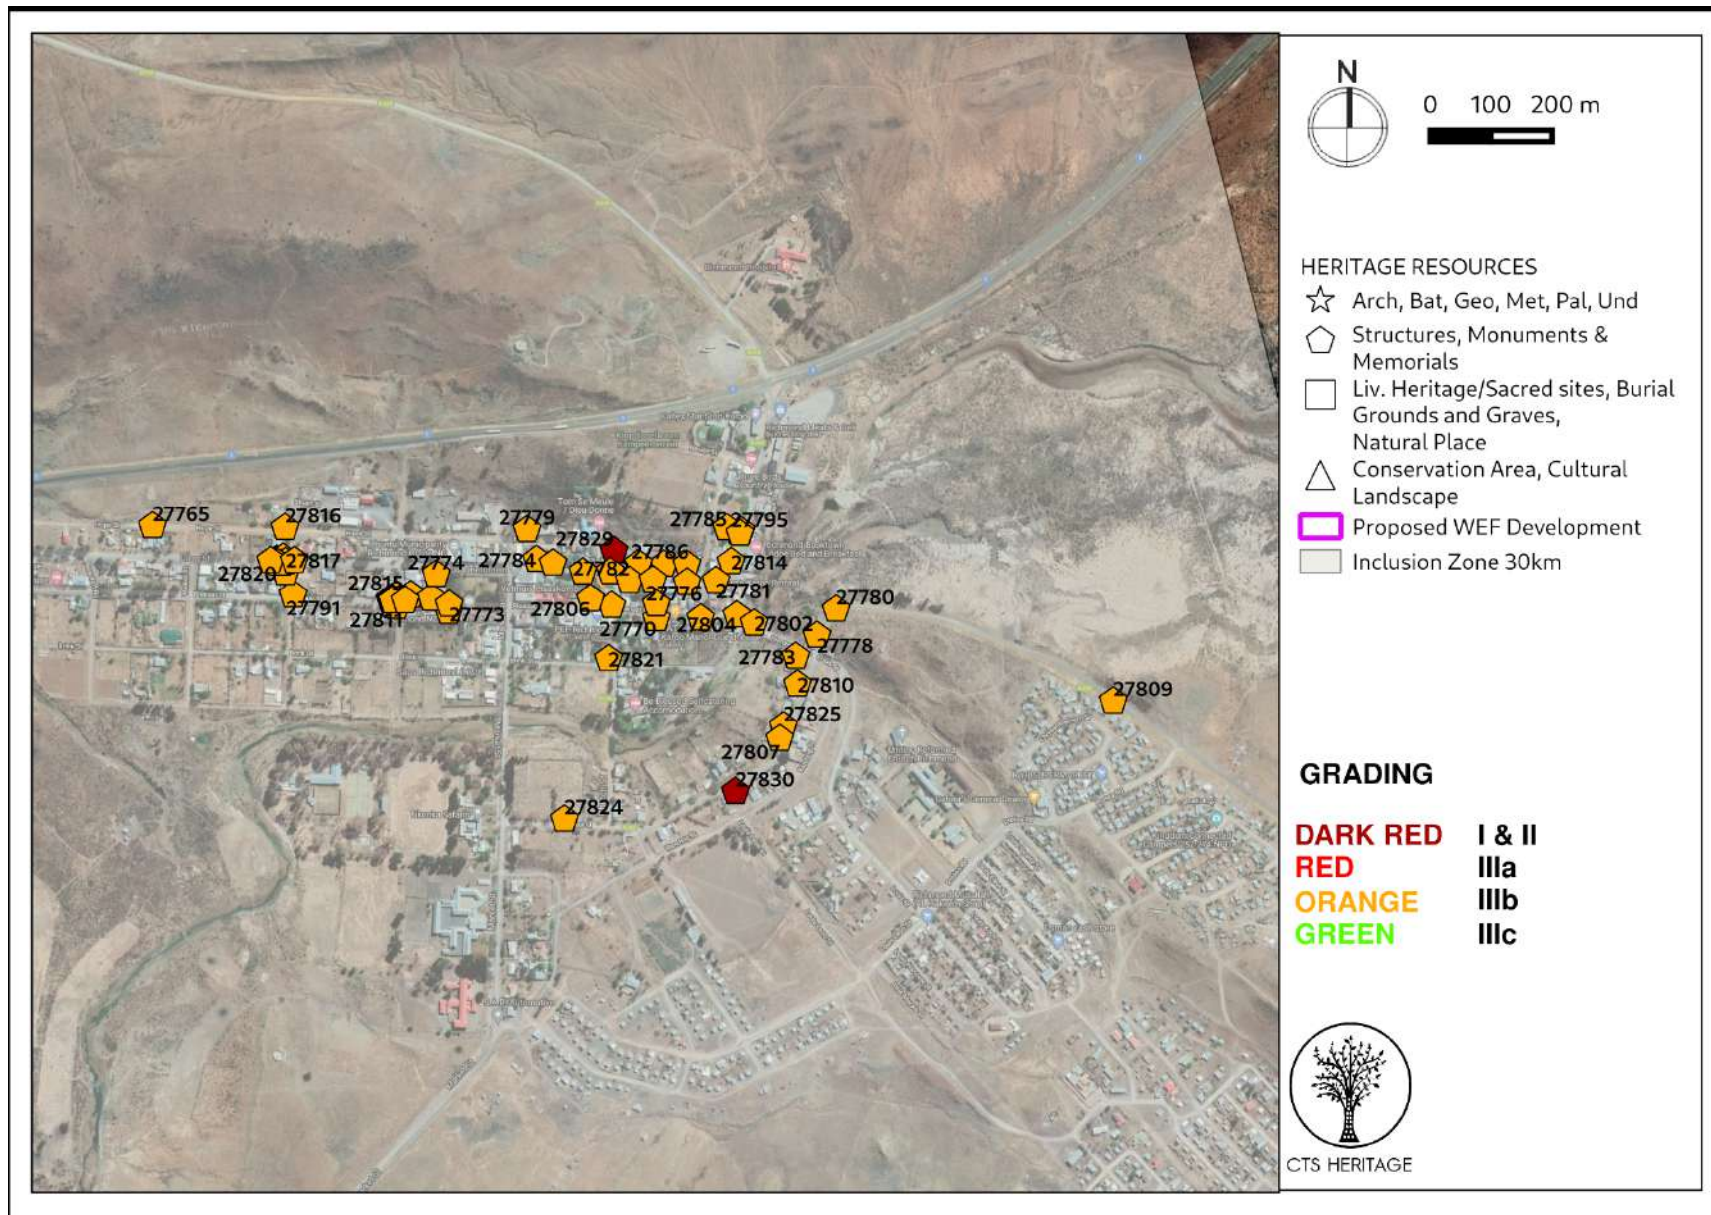 N
0 100 200 m
HERITAGE RESOURCES
Arch, Bat, Geo, Met, Pal, Und
Structures, Monuments &
Memorials
Liv. Heritage/Sacred sites, Burial
Grounds and Graves,
Natural Place
Conservation Area, Cultural
Landscape
Proposed WEF Development
Inclusion Zone 30km
GRADING
DARK RED I & II
RED IIIa
ORANGE IIIb
GREEN IIIc
CTS HERITAGE
27765
27816
27779
27785
27795
27829
27784
27786
27782
27814
27817
27820
27774
27815
27791
27811
27773
27806
27776
27781
27780
27770
27804
27802
27778
27821
27783
27810
27809
27825
27807
27830
27824